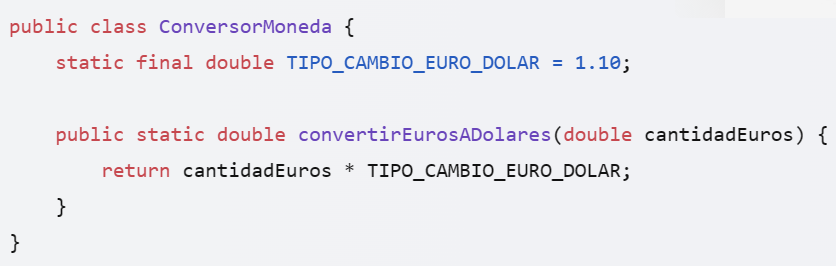 public class ConversorMoneda {
static final double TIPO_CAMBIO_EURO_DOLAR = 1.10;
public static double convertirEurosADolares(double cantidadEuros) {
return cantidadEuros * TIPO_CAMBIO_EURO_DOLAR;
}
}